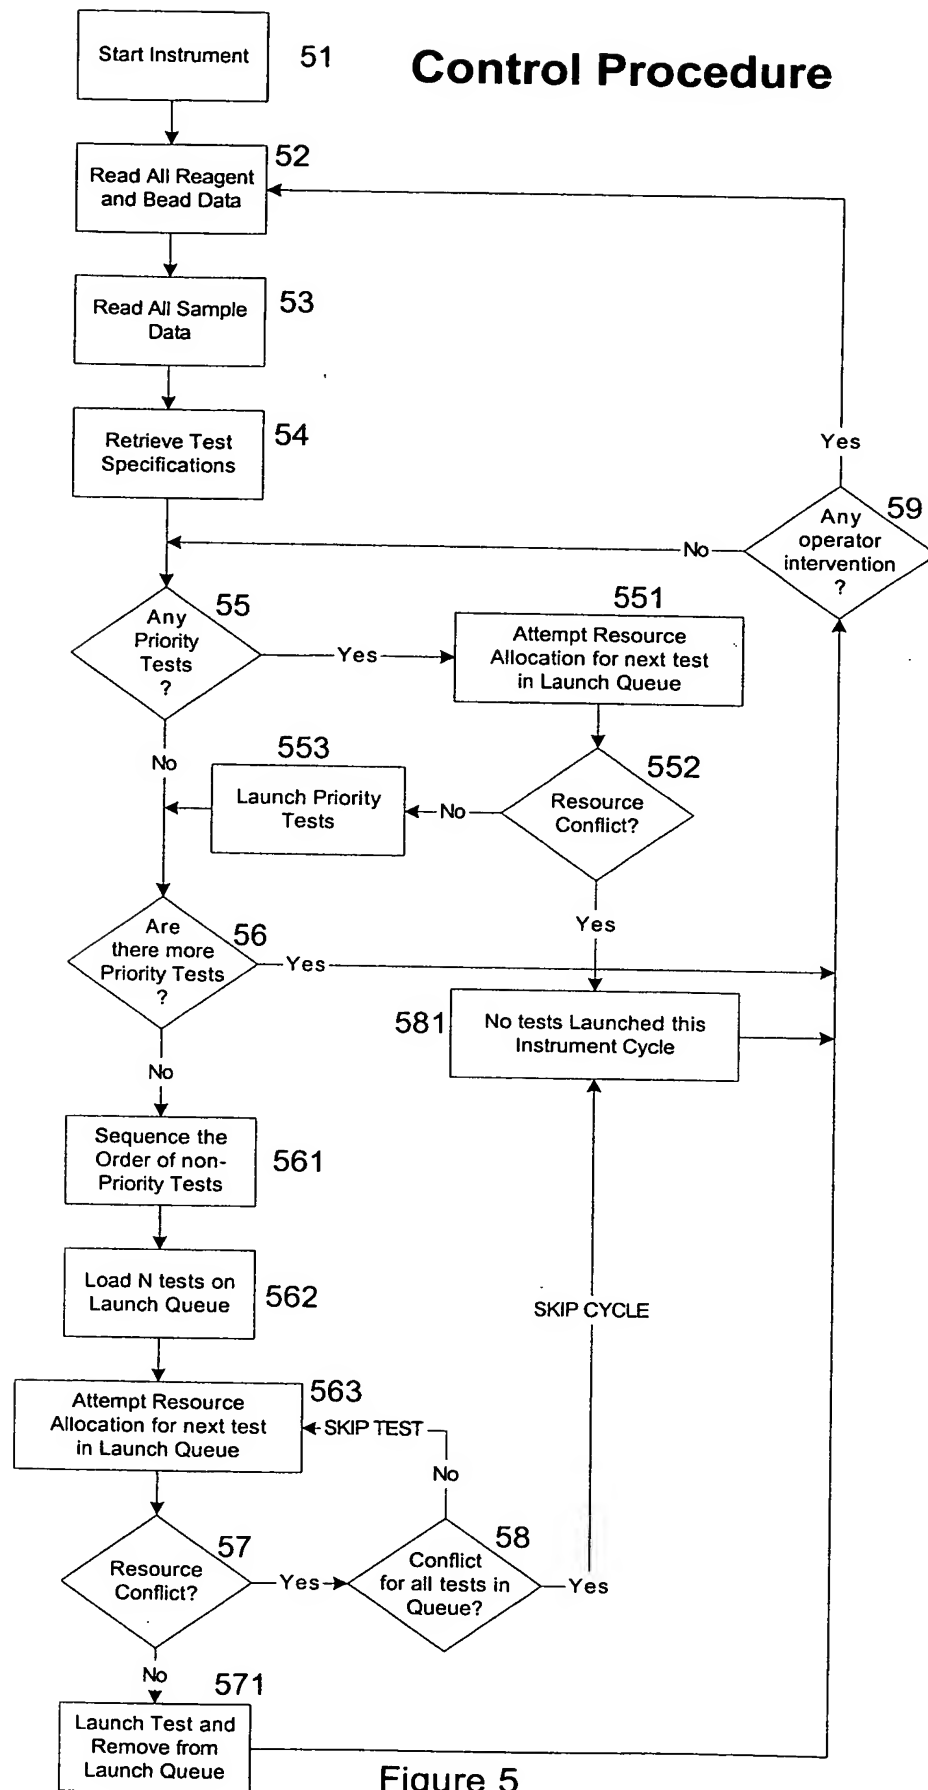 Start Instrument
51
Control Procedure
52
Read All Reagent
and Bead Data
53
Read All Sample
Data
54
Retrieve Test
Specifications
Yes
59
Any
operator
intervention
?
No
55
Any
Priority
Tests
?
Yes
551
Attempt Resource
Allocation for next test
in Launch Queue
No
553
Launch Priority
Tests
No
552
Resource
Conflict?
Yes
56
Are
there more
Priority Tests
?
Yes
581
No tests Launched this
Instrument Cycle
No
561
Sequence the
Order of non-
Priority Tests
562
Load N tests on
Launch Queue
SKIP CYCLE
563
Attempt Resource
Allocation for next test
in Launch Queue
SKIP TEST
No
57
Resource
Conflict?
Yes
58
Conflict
for all tests in
Queue?
Yes
No
571
Launch Test and
Remove from
Launch Queue
Figure 5